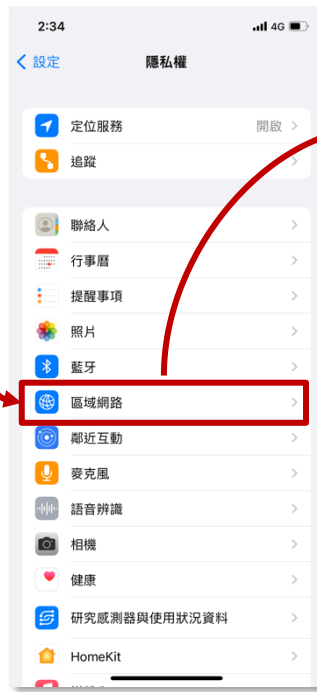 2:34
4G
設定
隱私權
定位服務 開啟
追蹤
聯絡人
行事曆
提醒事項
照片
藍牙
區域網路
鄰近互動
麥克風
語音辨識
相機
健康
研究感測器與使用狀況資料
HomeKit